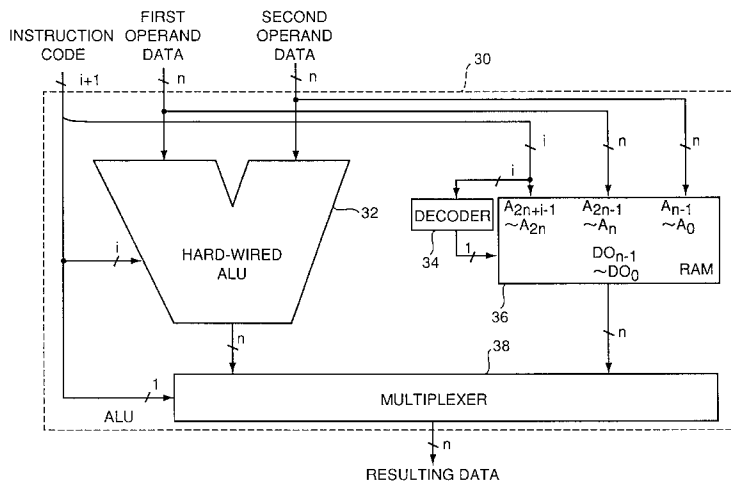 INSTRUCTION
CODE
FIRST
OPERAND
DATA
SECOND
OPERAND
DATA
i+1
n
n
30
i
n
n
i
32
DECODER
34
1
A2n+i-1
~A2n
A2n-1
~An
An-1
~A0
DOn-1
~DO0
RAM
36
HARD-WIRED
ALU
i
n
n
38
1
ALU
MULTIPLEXER
n
RESULTING DATA